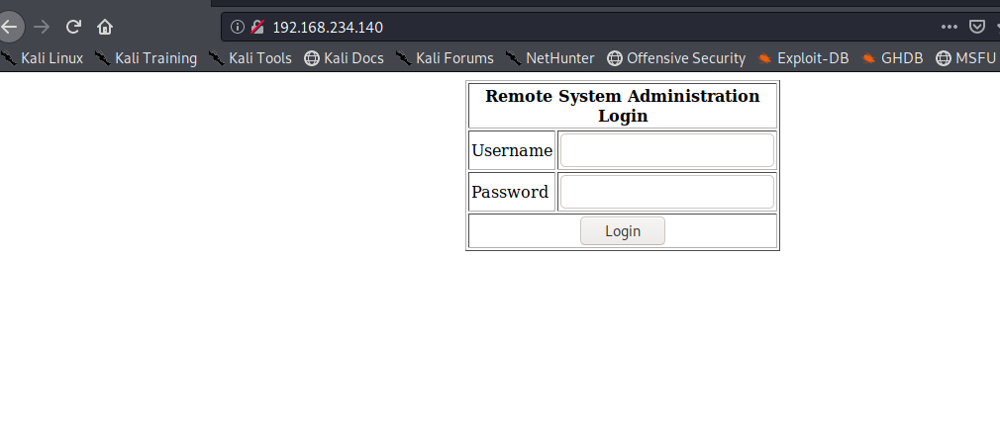 192.168.234.140
Kali Linux Kali Training Kali Tools Kali Docs Kali Forums NetHunter Offensive Security Exploit-DB GHDB MSFU
Remote System Administration
Login
Username
Password
Login